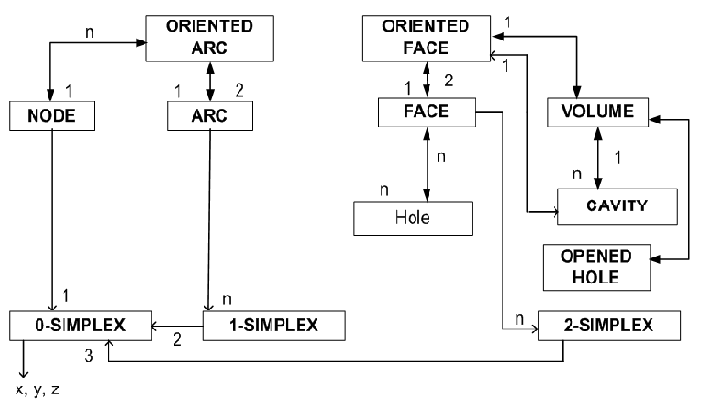 ORIENTED
ARC
ORIENTED
FACE
n
1
1
1
1
2
1
2
NODE
ARC
FACE
VOLUME
n
1
n
n
Hole
CAVITY
OPENED
HOLE
1
n
n
0-SIMPLEX
1-SIMPLEX
2-SIMPLEX
2
3
x, y, z